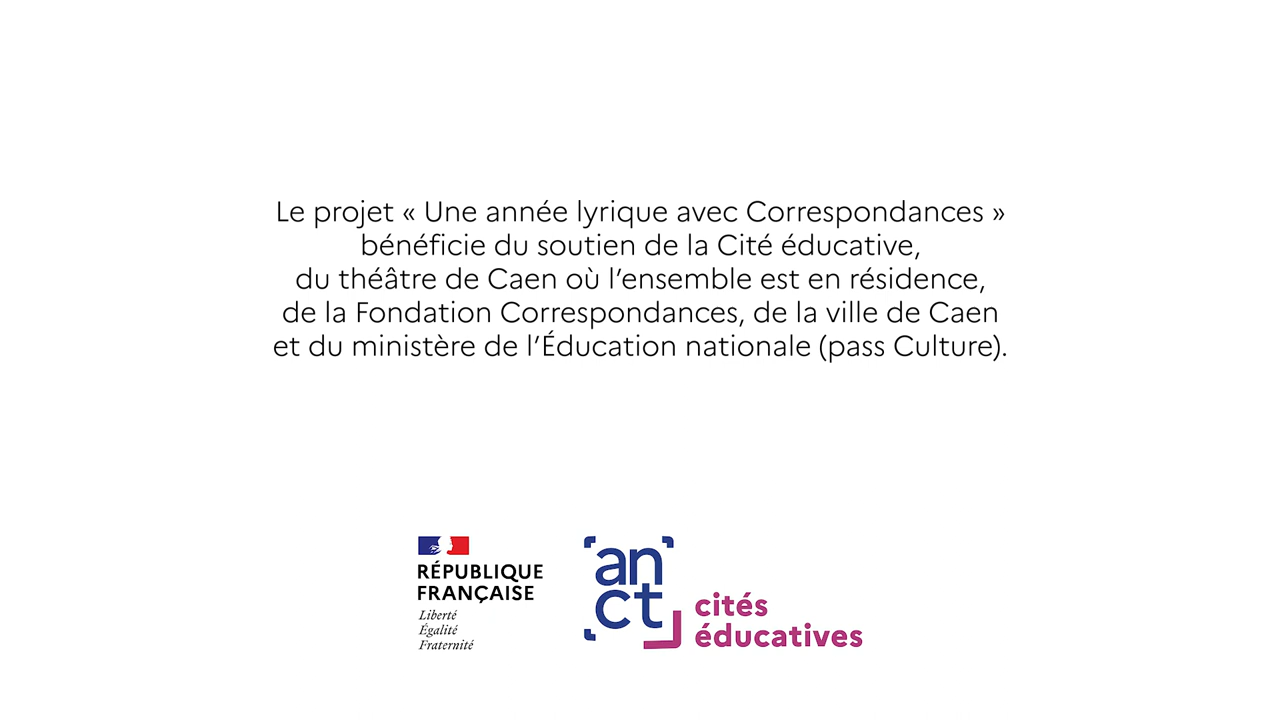 Le projet « Une année lyrique avec Correspondances »
bénéficie du soutien de la Cité éducative,
du théâtre de Caen où l’ensemble est en résidence,
de la Fondation Correspondances, de la ville de Caen
et du ministère de l’Éducation nationale (pass Culture).
RÉPUBLIQUE
FRANÇAISE
Liberté
Égalité
Fraternité
an
ct
cités
éducatives